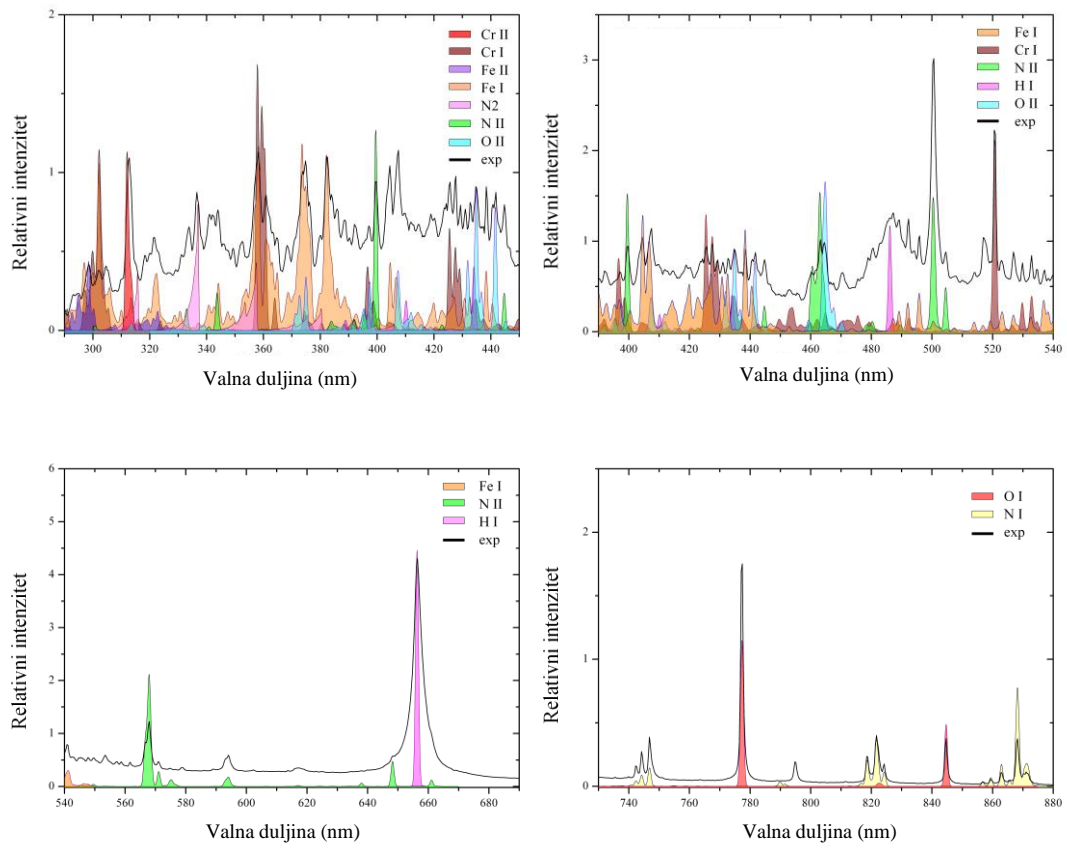 2
1
0
300
320
340
360
380
400
420
440
Relativni intenzitet
Valna duljina (nm)
Cr II
Cr I
Fe II
Fe I
N2
N II
O II
exp
3
2
1
0
400
420
440
460
480
500
520
540
Relativni intenzitet
Valna duljina (nm)
Fe I
Cr I
N II
H I
O II
exp
6
5
4
3
2
1
0
540
560
580
600
620
640
660
680
Relativni intenzitet
Valna duljina (nm)
Fe I
N II
H I
exp
2
1
0
740
760
780
800
820
840
860
880
Relativni intenzitet
Valna duljina (nm)
O I
N I
exp